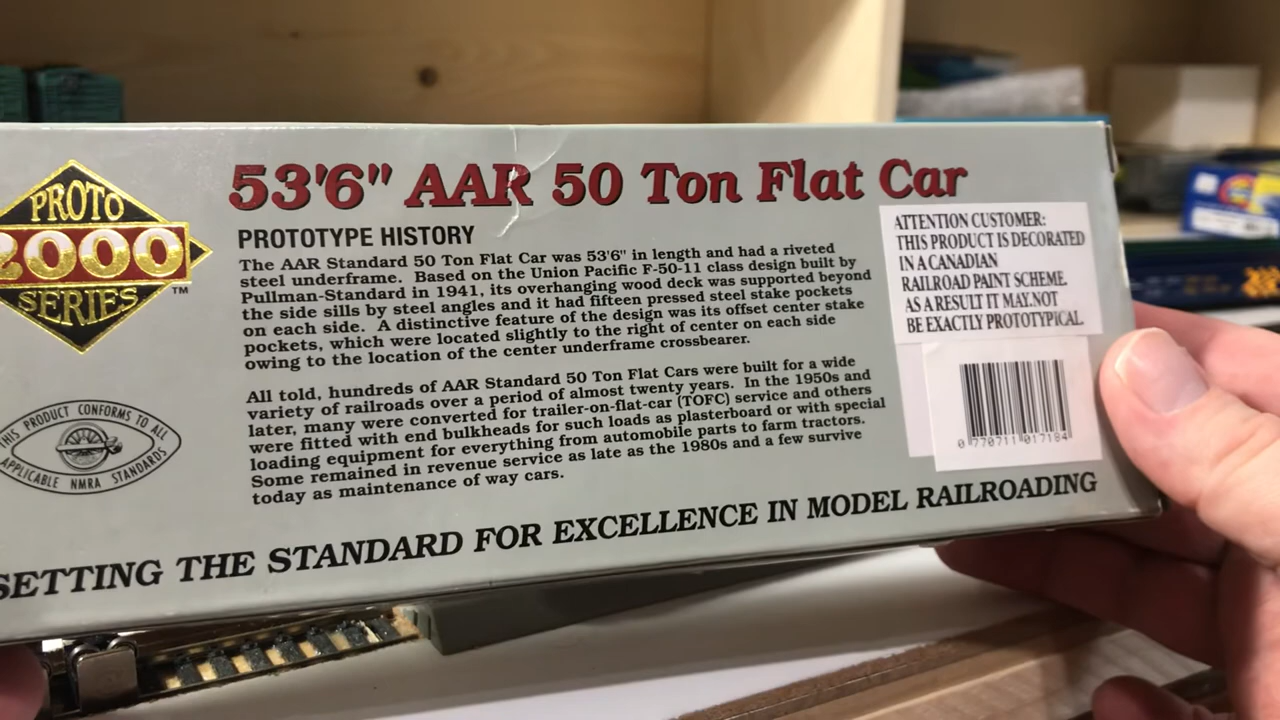 PROTO
2000
SERIES
™
THIS PRODUCT CONFORMS TO ALL
APPLICABLE NMRA STANDARDS
53'6" AAR 50 Ton Flat Car
PROTOTYPE HISTORY
The AAR Standard 50 Ton Flat Car was 53'6" in length and had a riveted
steel underframe. Based on the Union Pacific F-50-11 class design built by
Pullman-Standard in 1941, its overhanging wood deck was supported beyond
the side sills by steel angles and it had fifteen pressed steel stake pockets
on each side. A distinctive feature of the design was its offset center stake
pockets, which were located slightly to the right of center on each side
owing to the location of the center underframe crossbearer.
All told, hundreds of AAR Standard 50 Ton Flat Cars were built for a wide
variety of railroads over a period of almost twenty years. In the 1950s and
later, many were converted for trailer-on-flat-car (TOFC) service and others
were fitted with end bulkheads for such loads as plasterboard or with special
loading equipment for everything from automobile parts to farm tractors.
Some remained in revenue service as late as the 1980s and a few survive
today as maintenance of way cars.
ATTENTION CUSTOMER:
THIS PRODUCT IS DECORATED
IN A CANADIAN
RAILROAD PAINT SCHEME.
AS A RESULT IT MAY NOT
BE EXACTLY PROTOTYPICAL.
0 770711 017184
SETTING THE STANDARD FOR EXCELLENCE IN MODEL RAILROADING